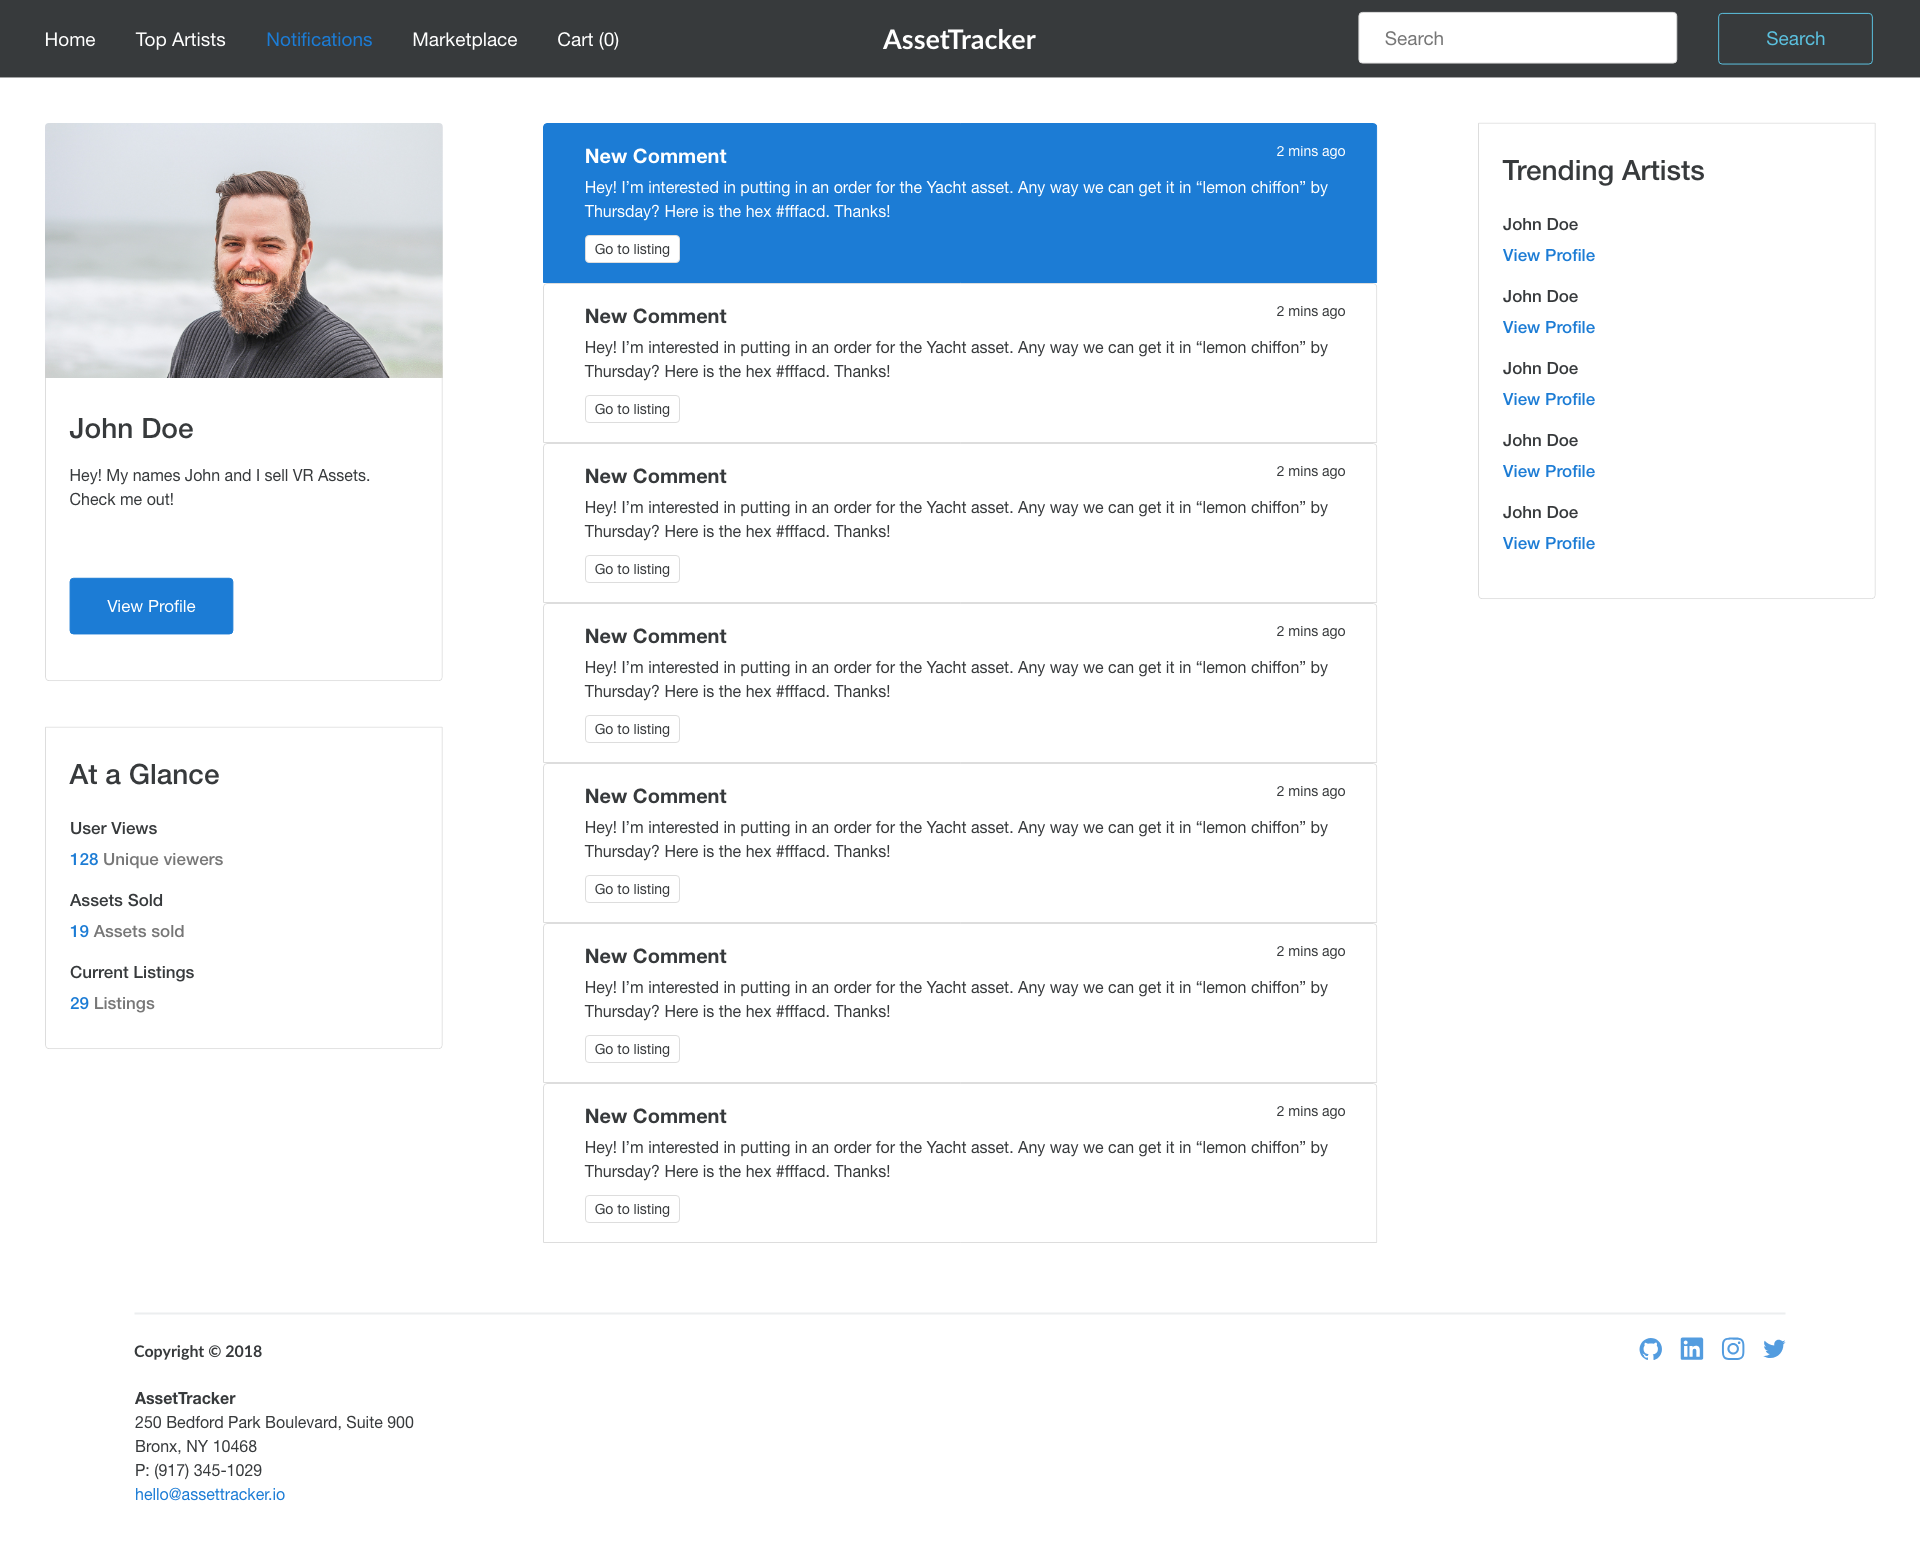 Home Top Artists Notifications Marketplace Cart (0) AssetTracker Search Search
John Doe
Hey! My names John and I sell VR Assets.
Check me out!
View Profile
At a Glance
User Views
128 Unique viewers
Assets Sold
19 Assets sold
Current Listings
29 Listings
New Comment 2 mins ago
Hey! I’m interested in putting in an order for the Yacht asset. Any way we can get it in “lemon chiffon” by
Thursday? Here is the hex #fffacd. Thanks!
Go to listing
New Comment 2 mins ago
Hey! I’m interested in putting in an order for the Yacht asset. Any way we can get it in “lemon chiffon” by
Thursday? Here is the hex #fffacd. Thanks!
Go to listing
New Comment 2 mins ago
Hey! I’m interested in putting in an order for the Yacht asset. Any way we can get it in “lemon chiffon” by
Thursday? Here is the hex #fffacd. Thanks!
Go to listing
New Comment 2 mins ago
Hey! I’m interested in putting in an order for the Yacht asset. Any way we can get it in “lemon chiffon” by
Thursday? Here is the hex #fffacd. Thanks!
Go to listing
New Comment 2 mins ago
Hey! I’m interested in putting in an order for the Yacht asset. Any way we can get it in “lemon chiffon” by
Thursday? Here is the hex #fffacd. Thanks!
Go to listing
New Comment 2 mins ago
Hey! I’m interested in putting in an order for the Yacht asset. Any way we can get it in “lemon chiffon” by
Thursday? Here is the hex #fffacd. Thanks!
Go to listing
New Comment 2 mins ago
Hey! I’m interested in putting in an order for the Yacht asset. Any way we can get it in “lemon chiffon” by
Thursday? Here is the hex #fffacd. Thanks!
Go to listing
Trending Artists
John Doe
View Profile
John Doe
View Profile
John Doe
View Profile
John Doe
View Profile
John Doe
View Profile
Copyright © 2018
AssetTracker
250 Bedford Park Boulevard, Suite 900
Bronx, NY 10468
P: (917) 345-1029
hello@assettracker.io